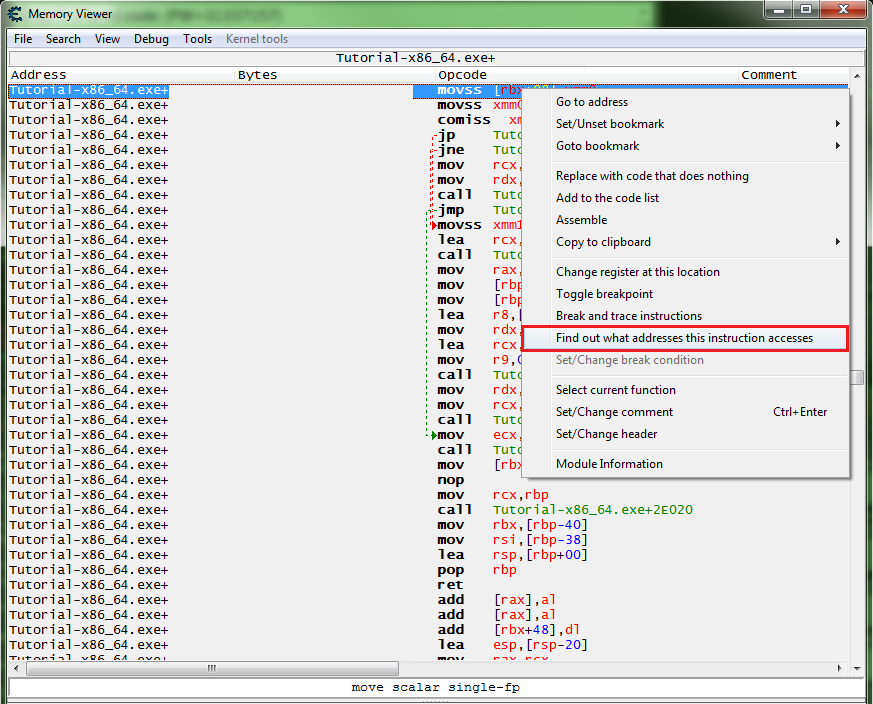 Memory Viewer
File Search View Debug Tools Kernel tools
Tutorial-x86_64.exe+
Address Bytes Opcode Comment
Tutorial-x86_64.exe+ movss
Tutorial-x86_64.exe+ movss
Tutorial-x86_64.exe+ comiss
Tutorial-x86_64.exe+ jp
Tutorial-x86_64.exe+ jne
Tutorial-x86_64.exe+ mov rcx,
Tutorial-x86_64.exe+ mov rdx,
Tutorial-x86_64.exe+ call
Tutorial-x86_64.exe+ jmp
Tutorial-x86_64.exe+ movss
Tutorial-x86_64.exe+ lea rcx,
Tutorial-x86_64.exe+ call
Tutorial-x86_64.exe+ mov rax,
Tutorial-x86_64.exe+ mov [rbp
Tutorial-x86_64.exe+ mov [rbp
Tutorial-x86_64.exe+ lea r8,[
Tutorial-x86_64.exe+ mov rdx,
Tutorial-x86_64.exe+ lea rcx,
Tutorial-x86_64.exe+ mov r9,
Tutorial-x86_64.exe+ call
Tutorial-x86_64.exe+ mov rdx,
Tutorial-x86_64.exe+ mov rcx,
Tutorial-x86_64.exe+ call
Tutorial-x86_64.exe+ mov ecx,
Tutorial-x86_64.exe+ call
Tutorial-x86_64.exe+ mov [rbx
Tutorial-x86_64.exe+ nop
Tutorial-x86_64.exe+ mov rcx,rbp
Tutorial-x86_64.exe+ call Tutorial-x86_64.exe+2E020
Tutorial-x86_64.exe+ mov rbx,[rbp-40]
Tutorial-x86_64.exe+ mov rsi,[rbp-38]
Tutorial-x86_64.exe+ lea rsp,[rbp+00]
Tutorial-x86_64.exe+ pop rbp
Tutorial-x86_64.exe+ ret
Tutorial-x86_64.exe+ add [rax],al
Tutorial-x86_64.exe+ add [rax],al
Tutorial-x86_64.exe+ add [rbx+48],dl
Tutorial-x86_64.exe+ lea esp,[rsp-20]
Tutorial-x86_64.exe+ mov rax,rcx
Go to address
Set/Unset bookmark
Goto bookmark
Replace with code that does nothing
Add to the code list
Assemble
Copy to clipboard
Change register at this location
Toggle breakpoint
Break and trace instructions
Find out what addresses this instruction accesses
Set/Change break condition
Select current function
Set/Change comment Ctrl+Enter
Set/Change header
Module Information
move scalar single-fp